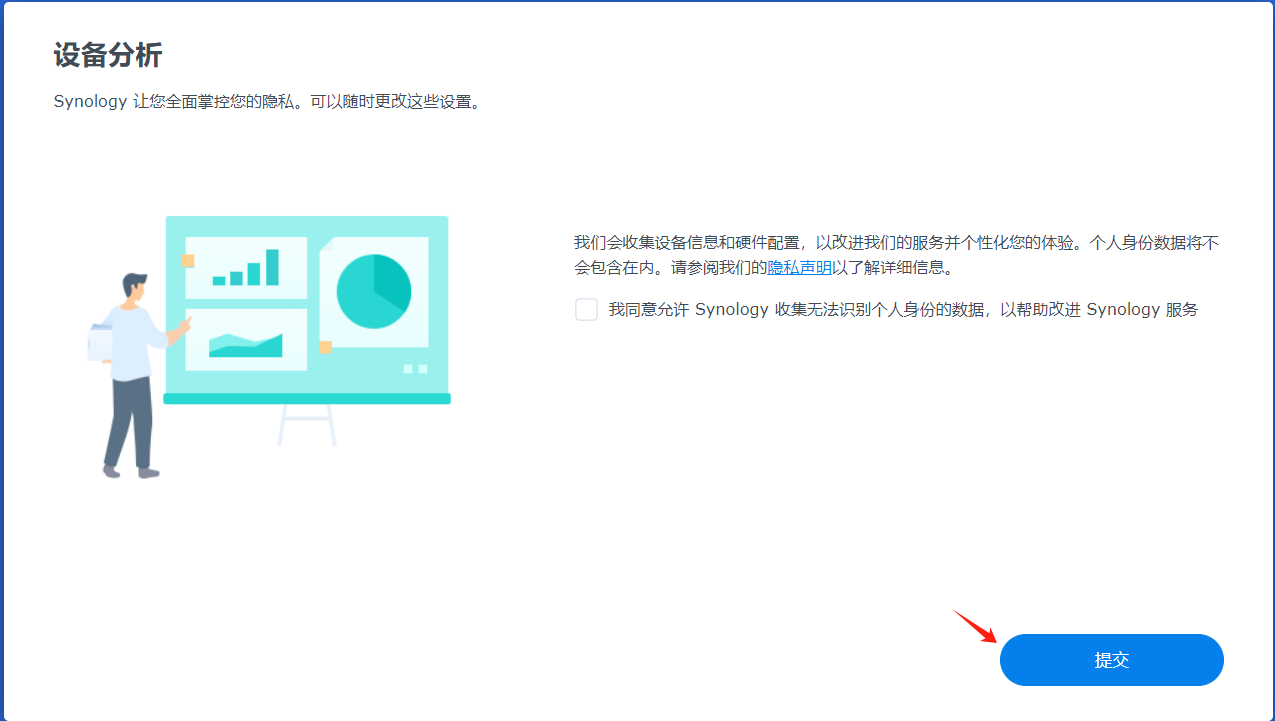 设备分析
Synology 让您全面掌控您的隐私。可以随时更改这些设置。
我们会收集设备信息和硬件配置，以改进我们的服务并个性化您的体验。个人身份数据将不
会包含在内。请参阅我们的隐私声明以了解详细信息。
我同意允许 Synology 收集无法识别个人身份的数据，以帮助改进 Synology 服务
提交